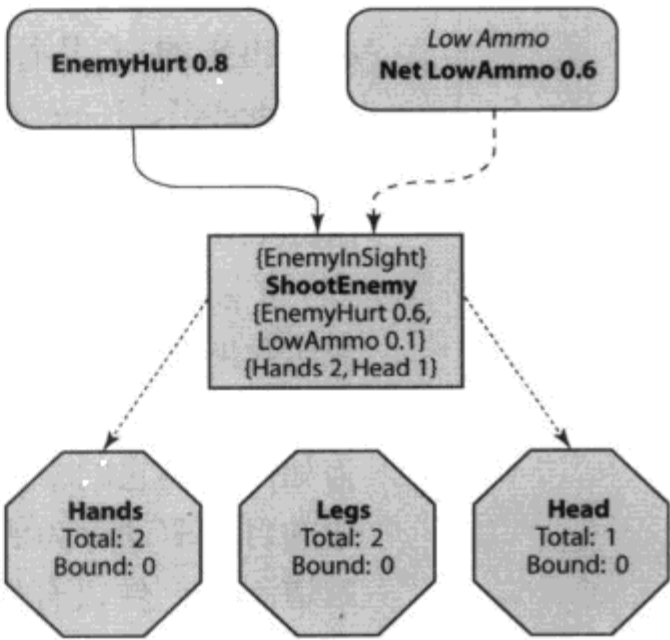 EnemyHurt 0.8
Low Ammo
Net LowAmmo 0.6
{EnemyInSight}
ShootEnemy
{EnemyHurt 0.6,
LowAmmo 0.1}
{Hands 2, Head 1}
Hands
Total: 2
Bound: 0
Legs
Total: 2
Bound: 0
Head
Total: 1
Bound: 0